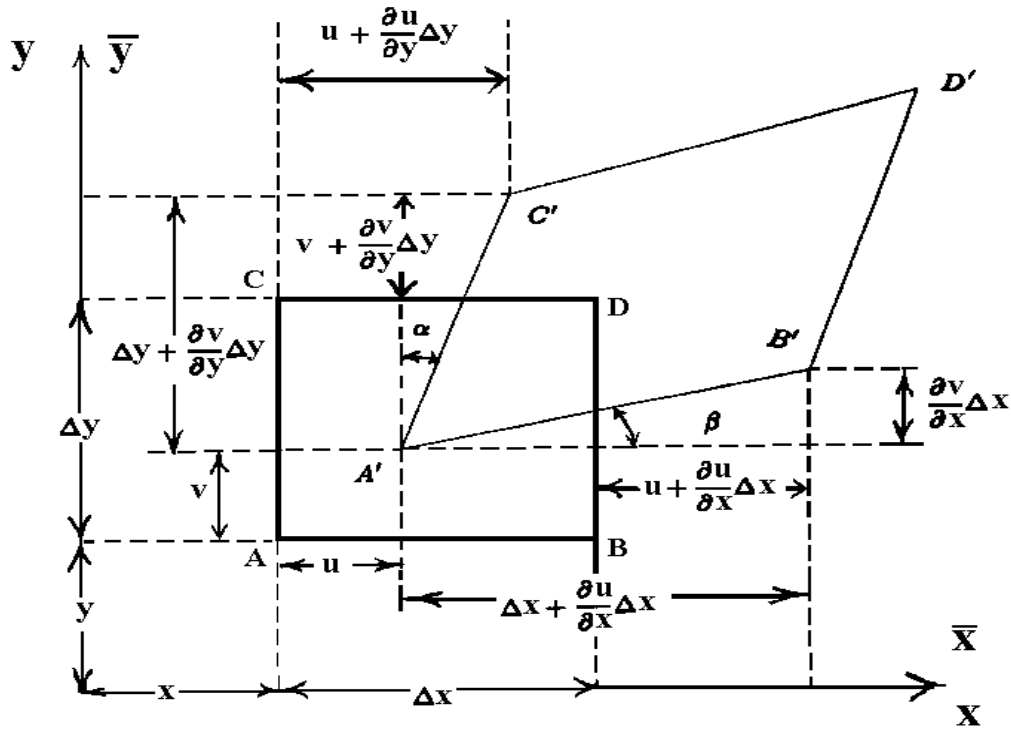 u + ∂u/∂y Δy
y ȳ
D′
C′
v + ∂v/∂y Δy
C
D
α
B′
Δy + ∂v/∂y Δy
∂v/∂x Δx
Δy
β
A′
u + ∂u/∂x Δx
v
A
B
u
Δx + ∂u/∂x Δx
y
x̄
x
Δx
x